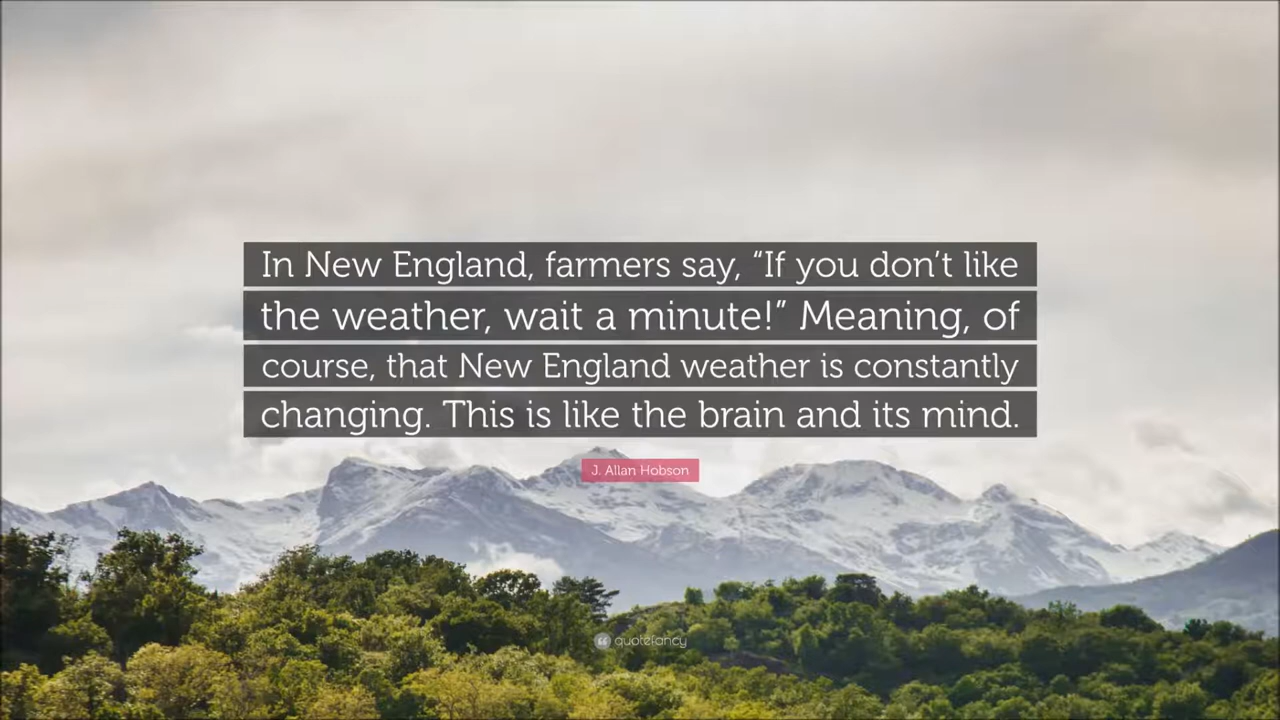 In New England, farmers say, “If you don’t like
the weather, wait a minute!” Meaning, of
course, that New England weather is constantly
changing. This is like the brain and its mind.
J. Allan Hobson
quotefancy